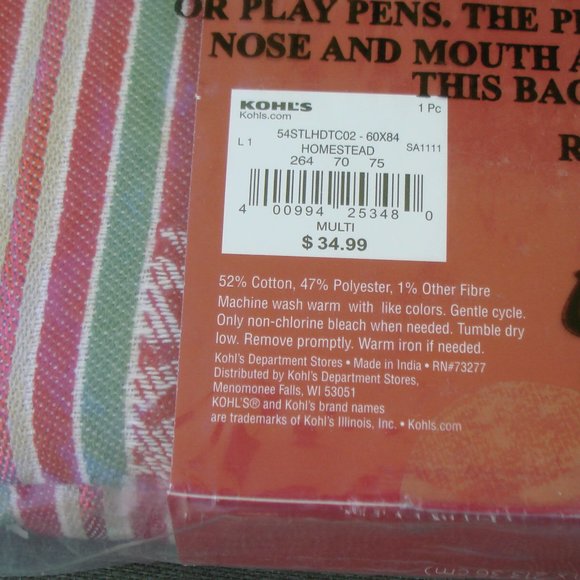 OR PLAY PENS. THE
NOSE AND MOUTH
THIS
KOHL'S
1 Pc
Kohls.com
54STLHDTC02 - 60X84
L 1 HOMESTEAD SA1111
264 70 75
4 00994 25348 0
MULTI
$ 34.99
52% Cotton, 47% Polyester, 1% Other Fibre
Machine wash warm with like colors. Gentle cycle.
Only non-chlorine bleach when needed. Tumble dry
low. Remove promptly. Warm iron if needed.
Kohl's Department Stores • Made in India • RN#73277
Distributed by Kohl's Department Stores,
Menomonee Falls, WI 53051
KOHL'S® and Kohl's brand names
are trademarks of Kohl's Illinois, Inc. • Kohls.com